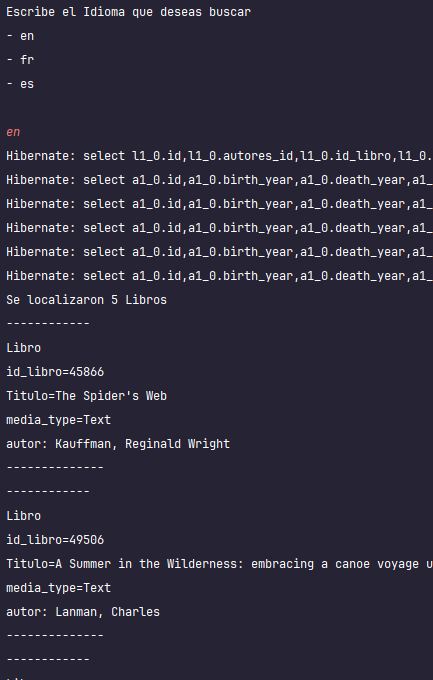 Escribe el Idioma que deseas buscar
- en
- fr
- es
en
Hibernate: select l1_0.id,l1_0.autores_id,l1_0.id_libro,l1_0.
Hibernate: select a1_0.id,a1_0.birth_year,a1_0.death_year,a1_
Hibernate: select a1_0.id,a1_0.birth_year,a1_0.death_year,a1_
Hibernate: select a1_0.id,a1_0.birth_year,a1_0.death_year,a1_
Hibernate: select a1_0.id,a1_0.birth_year,a1_0.death_year,a1_
Hibernate: select a1_0.id,a1_0.birth_year,a1_0.death_year,a1_
Se localizaron 5 Libros
------------
Libro
id_libro=45866
Titulo=The Spider's Web
media_type=Text
autor: Kauffman, Reginald Wright
--------------
------------
Libro
id_libro=49506
Titulo=A Summer in the Wilderness: embracing a canoe voyage u
media_type=Text
autor: Lanman, Charles
--------------
------------